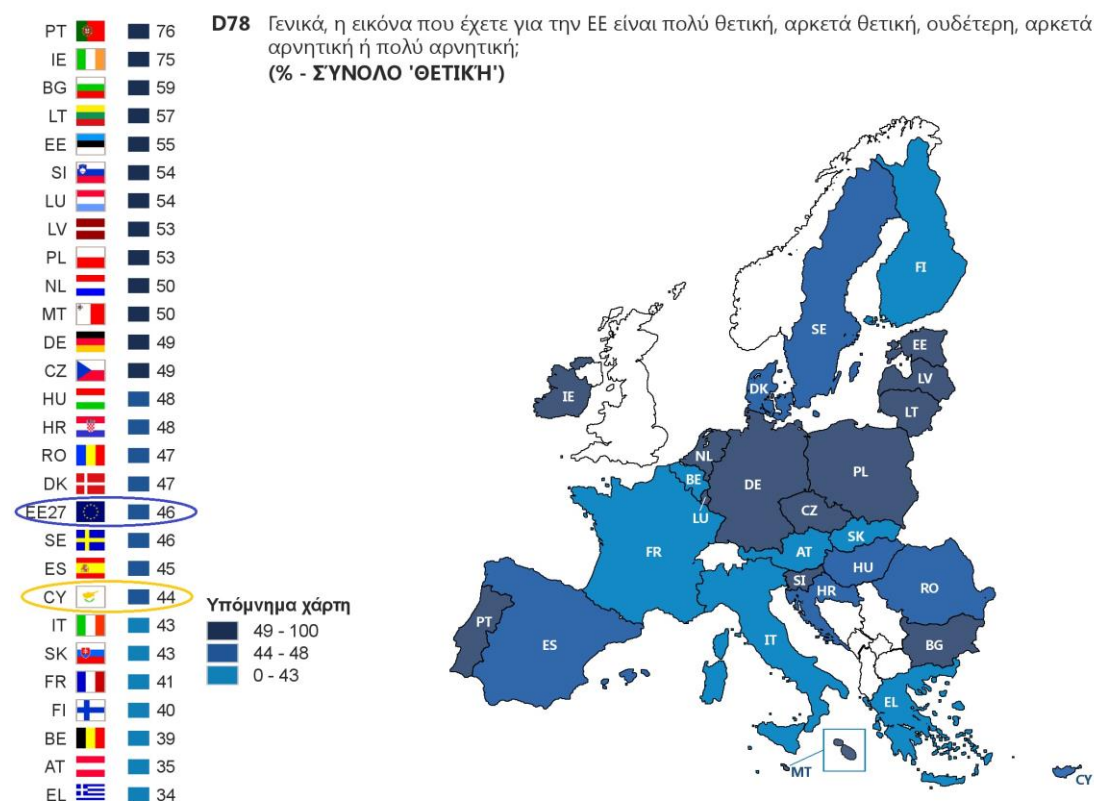 D78 Γενικά, η εικόνα που έχετε για την ΕΕ είναι πολύ θετική, αρκετά θετική, ουδέτερη, αρκετά
αρνητική ή πολύ αρνητική;
(% - ΣΎΝΟΛΟ 'ΘΕΤΙΚΉ')
PT 76
IE 75
BG 59
LT 57
EE 55
SI 54
LU 54
LV 53
PL 53
NL 50
MT 50
DE 49
CZ 49
HU 48
HR 48
RO 47
DK 47
EE27 46
SE 46
ES 45
CY 44
IT 43
SK 43
FR 41
FI 40
BE 39
AT 35
EL 34
Υπόμνημα χάρτη
49 - 100
44 - 48
0 - 43
FI
SE
EE
LV
LT
DK
IE
NL
PL
BE
DE
LU
CZ
SK
FR
AT
HU
SI
HR
RO
PT
ES
IT
BG
EL
MT
CY